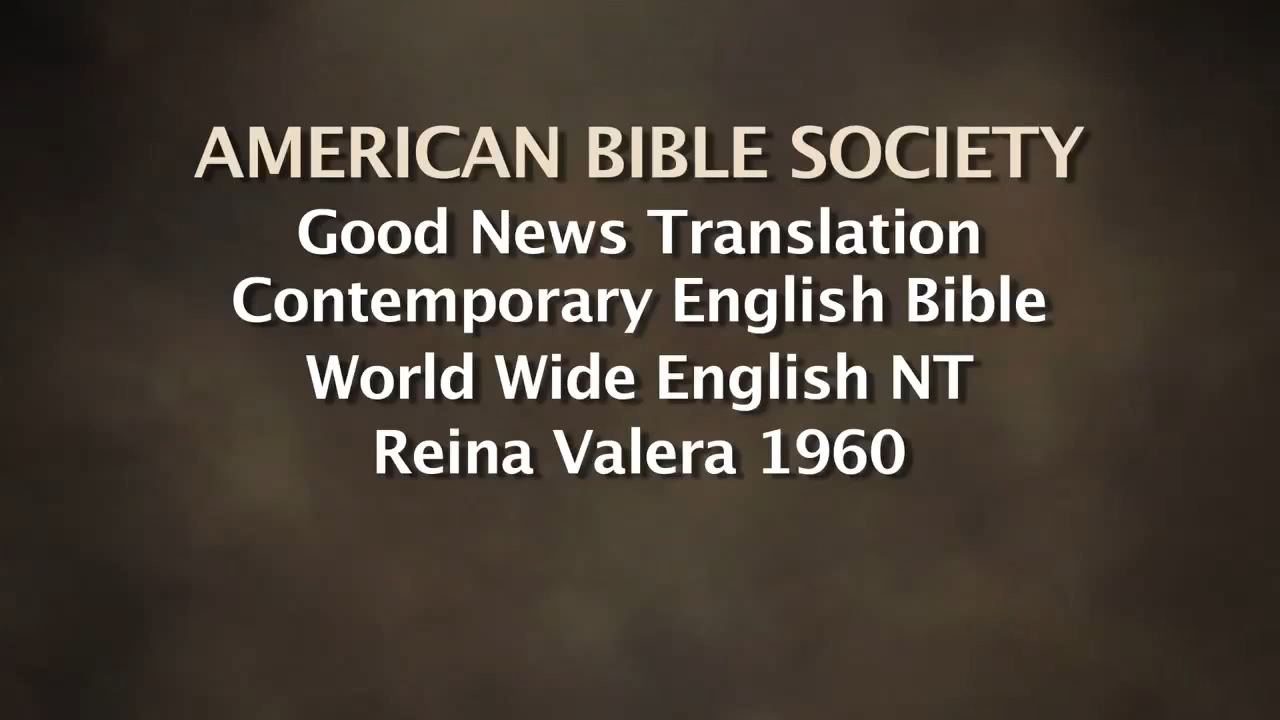 AMERICAN BIBLE SOCIETY
Good News Translation
Contemporary English Bible
World Wide English NT
Reina Valera 1960